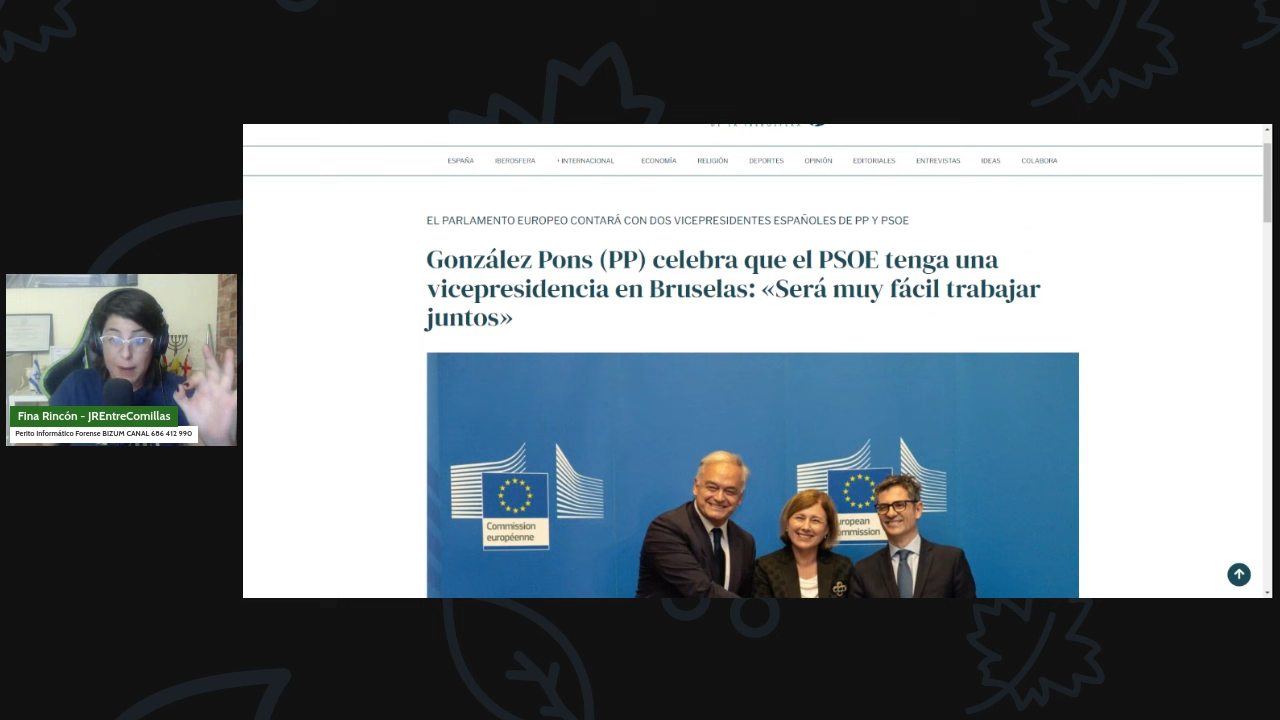 ESPAÑA IBEROSFERA + INTERNACIONAL ECONOMÍA RELIGIÓN DEPORTES OPINIÓN EDITORIALES ENTREVISTAS IDEAS COLABORA
EL PARLAMENTO EUROPEO CONTARÁ CON DOS VICEPRESIDENTES ESPAÑOLES DE PP Y PSOE
González Pons (PP) celebra que el PSOE tenga una
vicepresidencia en Bruselas: «Será muy fácil trabajar
juntos»
Commission
européenne
European
Commission
Fina Rincón - JREntreComillas
Perito Informático Forense BIZUM CANAL 686 412 990